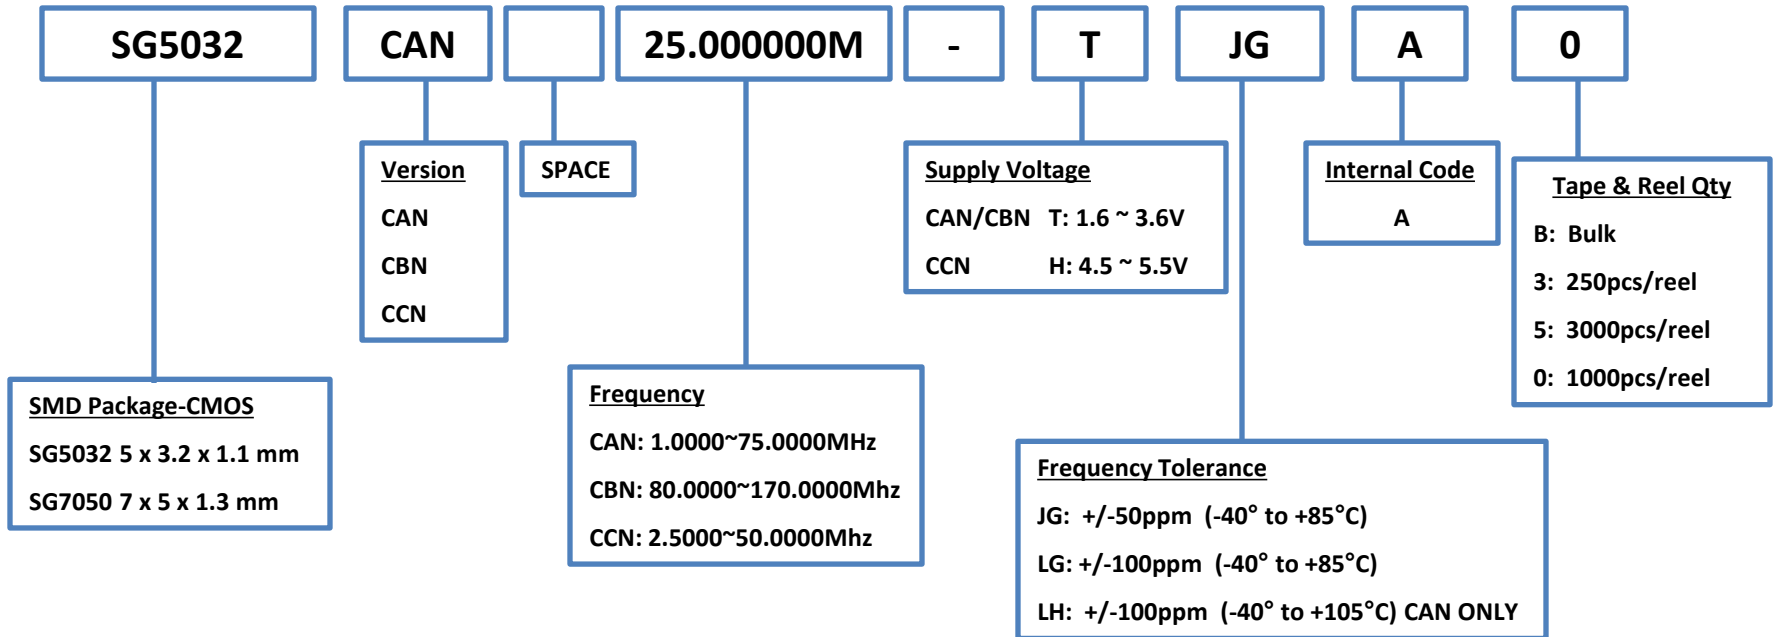 SG5032 CAN 25.000000M - T JG A 0
Version
CAN
CBN
CCN
SPACE
Supply Voltage
CAN/CBN T: 1.6 ~ 3.6V
CCN H: 4.5 ~ 5.5V
Internal Code
A
Tape & Reel Qty
B: Bulk
3: 250pcs/reel
5: 3000pcs/reel
0: 1000pcs/reel
SMD Package-CMOS
SG5032 5 x 3.2 x 1.1 mm
SG7050 7 x 5 x 1.3 mm
Frequency
CAN: 1.0000~75.0000MHz
CBN: 80.0000~170.0000Mhz
CCN: 2.5000~50.0000Mhz
Frequency Tolerance
JG: +/-50ppm (-40° to +85°C)
LG: +/-100ppm (-40° to +85°C)
LH: +/-100ppm (-40° to +105°C) CAN ONLY